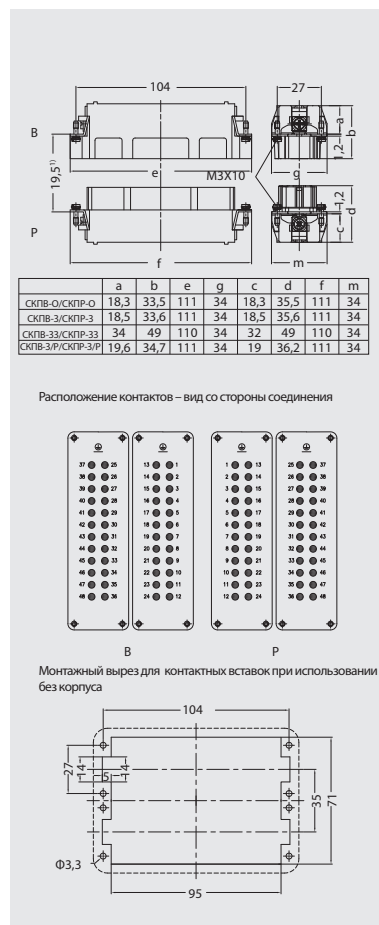 104
27
B
a
b
1,2
e
M3X10
g
19,5¹⁾
P
1,2
d
c
f
m
a b e g c d f m
СКПВ-О/СКПР-О 18,3 33,5 111 34 18,3 35,5 111 34
СКПВ-З/СКПР-З 18,5 33,6 111 34 18,5 35,6 111 34
СКПВ-33/СКПР-33 34 49 110 34 32 49 110 34
СКПВ-З/Р/СКПР-З/Р 19,6 34,7 111 34 19 36,2 111 34
Расположение контактов – вид со стороны соединения
37 25 13 1 1 13 25 37
38 26 14 2 2 14 26 38
39 27 15 3 3 15 27 39
40 28 16 4 4 16 28 40
41 29 17 5 5 17 29 41
42 30 18 6 6 18 30 42
43 31 19 7 7 19 31 43
44 32 20 8 8 20 32 44
45 33 21 9 9 21 33 45
46 34 22 10 10 22 34 46
47 35 23 11 11 23 35 47
48 36 24 12 12 24 36 48
B P
Монтажный вырез для контактных вставок при использовании
без корпуса
104
27
14
5
14
35
71
Ф3,3
95